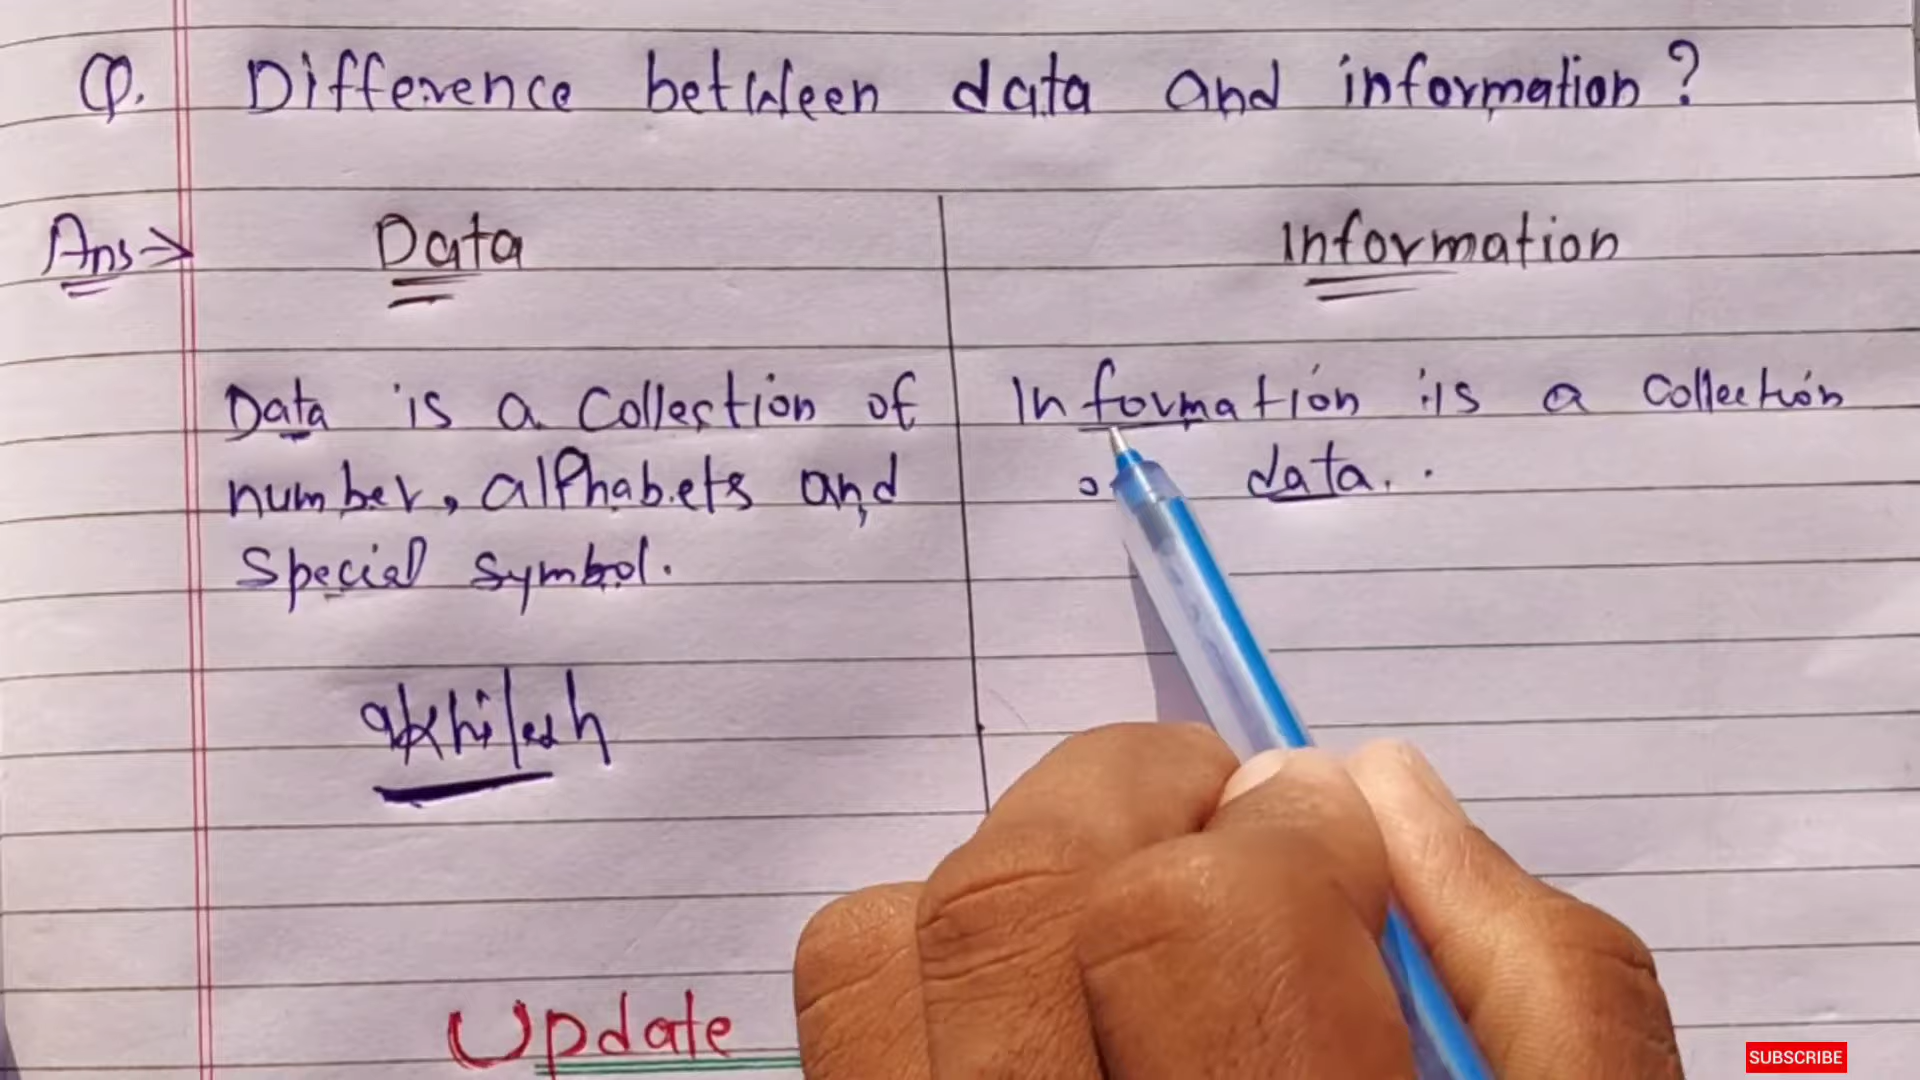 Q. Difference between data and information?
Ans → Data
Information
Data is a collection of
number, alphabets and
special symbol.
akhilesh
Information is a collection
data.
Update
SUBSCRIBE